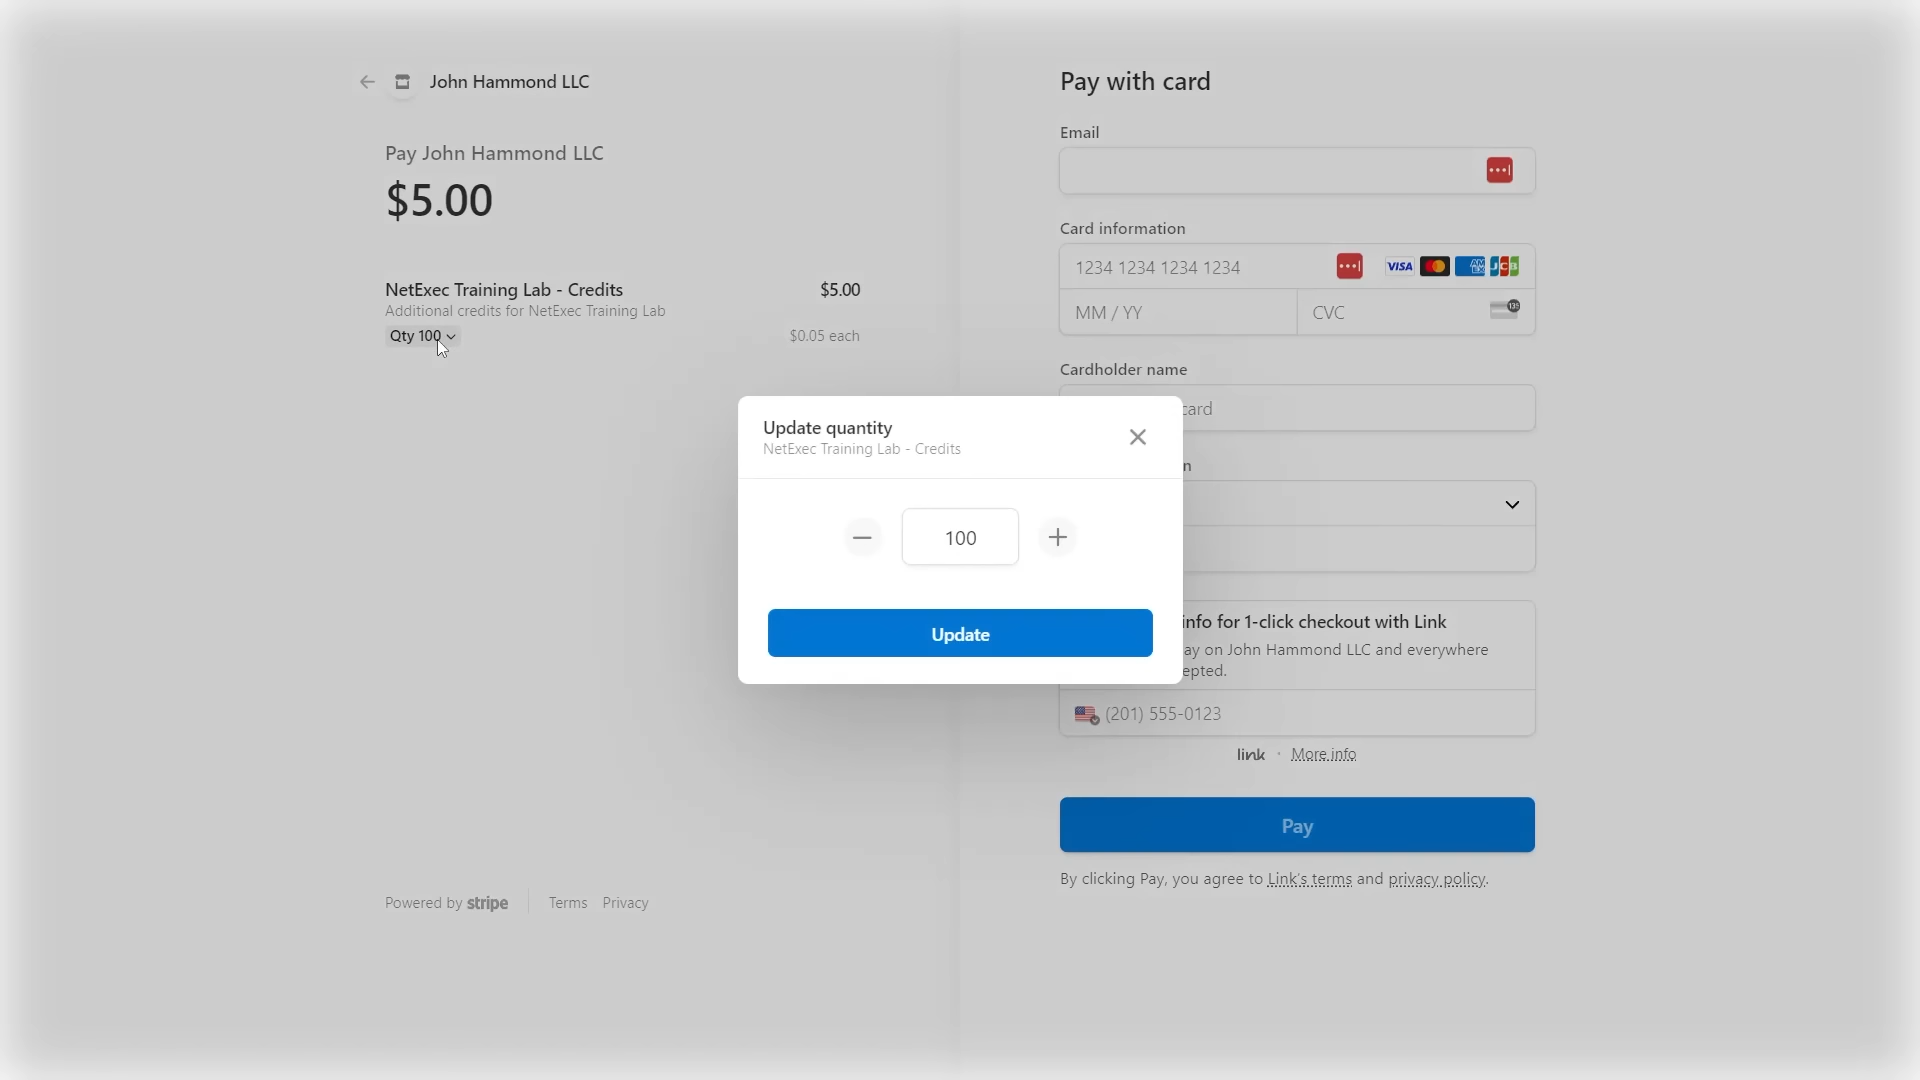 John Hammond LLC
Pay John Hammond LLC
$5.00
NetExec Training Lab - Credits
$5.00
Additional credits for NetExec Training Lab
Qty 100
$0.05 each
Powered by stripe
Terms
Privacy
Update quantity
NetExec Training Lab - Credits
100
Update
Pay with card
Email
Card information
1234 1234 1234 1234
VISA
AMEX
JCB
MM / YY
CVC
135
Cardholder name
card
n
info for 1-click checkout with Link
ay on John Hammond LLC and everywhere
epted.
(201) 555-0123
link · More info
Pay
By clicking Pay, you agree to Link's terms and privacy policy.